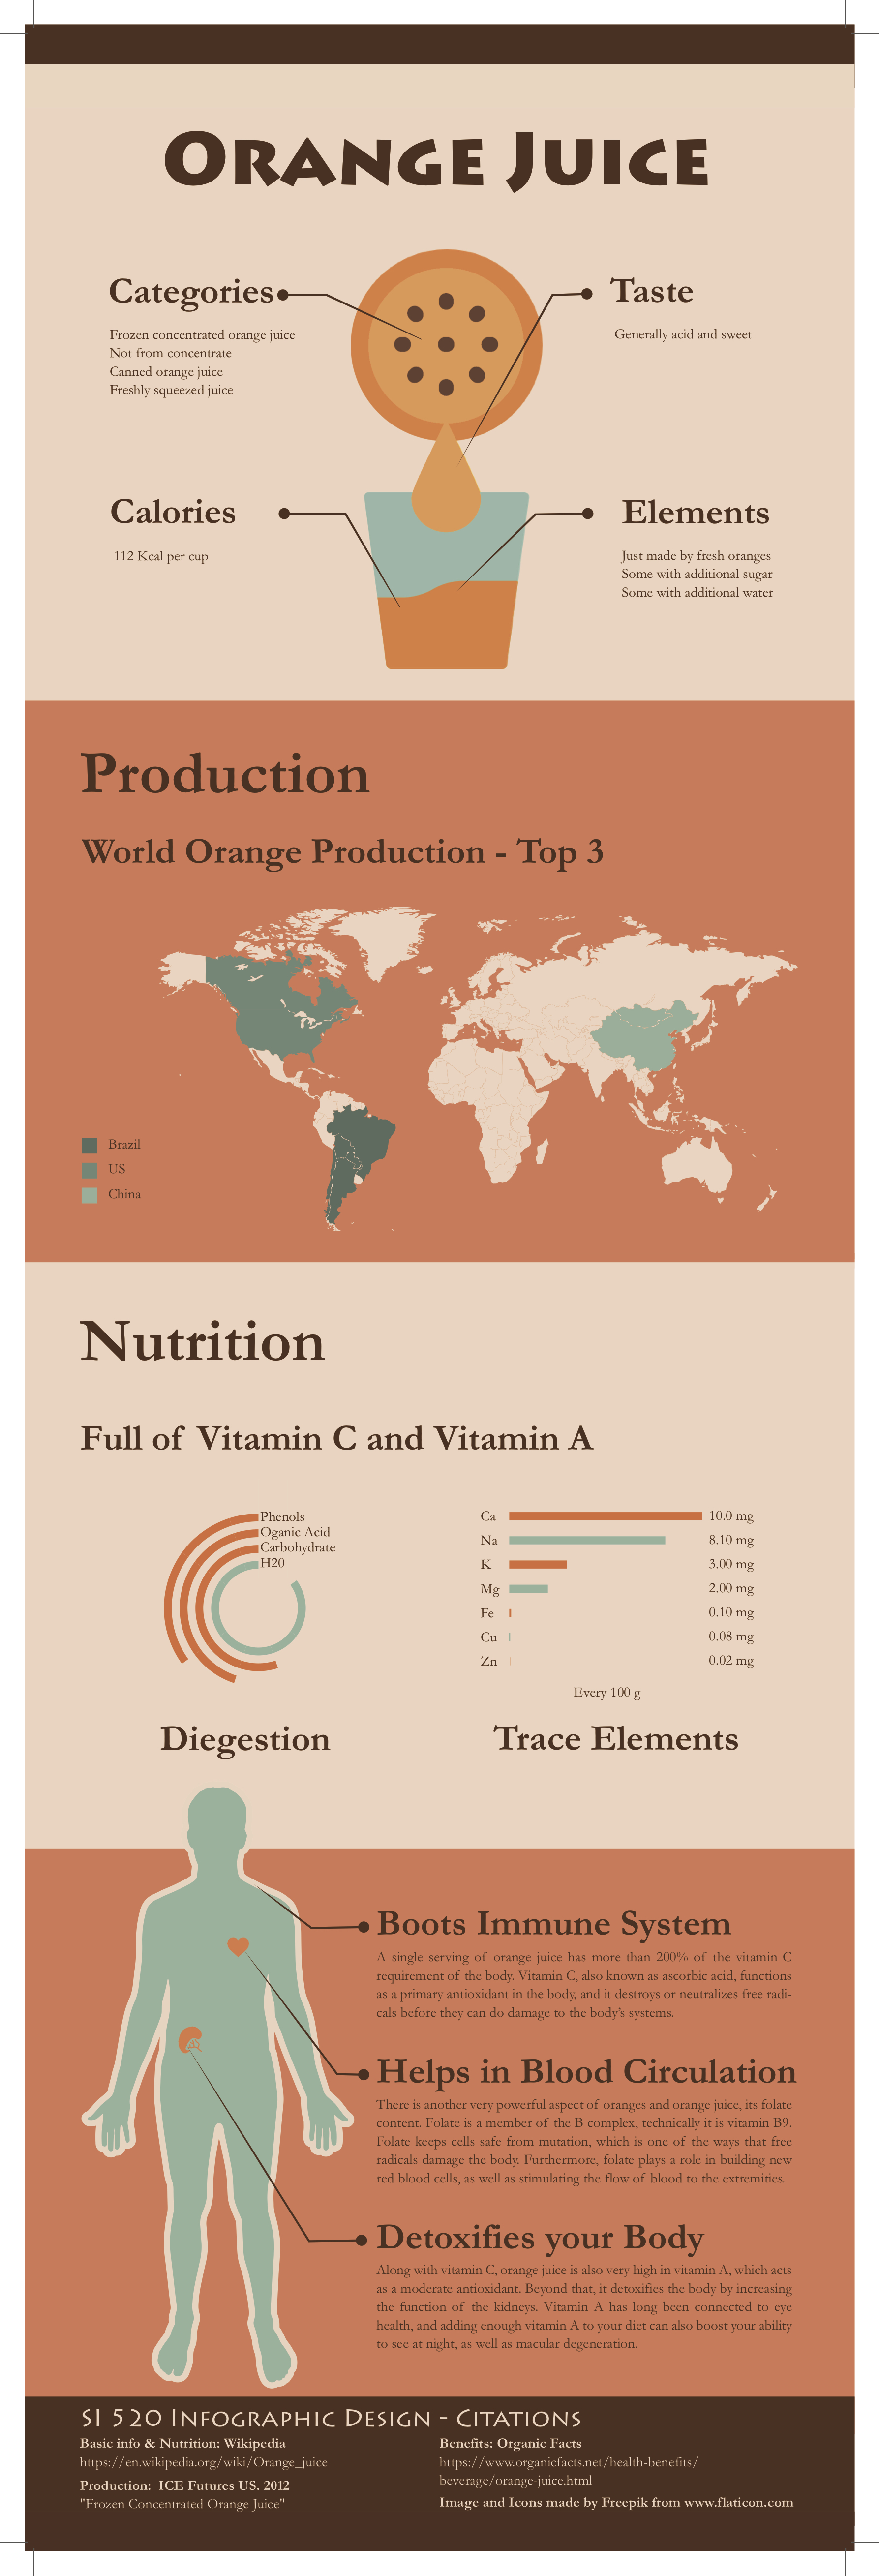 Orange Juice
Categories
Frozen concentrated orange juice
Not from concentrate
Canned orange juice
Freshly squeezed juice
Taste
Generally acid and sweet
Calories
112 Kcal per cup
Elements
Just made by fresh oranges
Some with additional sugar
Some with additional water
Production
World Orange Production - Top 3
Brazil
US
China
Nutrition
Full of Vitamin C and Vitamin A
Phenols
Oganic Acid
Carbohydrate
H20
Diegestion
Ca 10.0 mg
Na 8.10 mg
K 3.00 mg
Mg 2.00 mg
Fe 0.10 mg
Cu 0.08 mg
Zn 0.02 mg
Every 100 g
Trace Elements
Boots Immune System
A single serving of orange juice has more than 200% of the vitamin C
requirement of the body. Vitamin C, also known as ascorbic acid, functions
as a primary antioxidant in the body, and it destroys or neutralizes free radi-
cals before they can do damage to the body's systems.
Helps in Blood Circulation
There is another very powerful aspect of oranges and orange juice, its folate
content. Folate is a member of the B complex, technically it is vitamin B9.
Folate keeps cells safe from mutation, which is one of the ways that free
radicals damage the body. Furthermore, folate plays a role in building new
red blood cells, as well as stimulating the flow of blood to the extremities.
Detoxifies your Body
Along with vitamin C, orange juice is also very high in vitamin A, which acts
as a moderate antioxidant. Beyond that, it detoxifies the body by increasing
the function of the kidneys. Vitamin A has long been connected to eye
health, and adding enough vitamin A to your diet can also boost your ability
to see at night, as well as macular degeneration.
SI 520 Infographic Design - Citations
Basic info & Nutrition: Wikipedia
https://en.wikipedia.org/wiki/Orange_juice
Production: ICE Futures US. 2012
"Frozen Concentrated Orange Juice"
Benefits: Organic Facts
https://www.organicfacts.net/health-benefits/
beverage/orange-juice.html
Image and Icons made by Freepik from www.flaticon.com